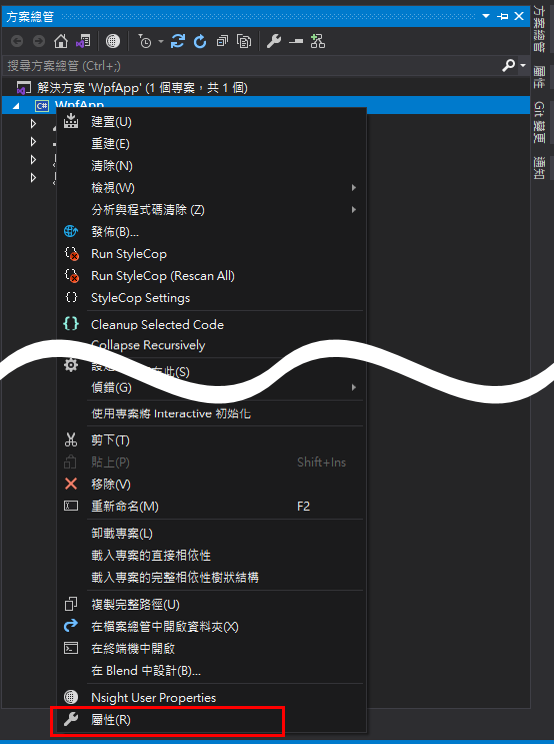 方案總管
搜尋方案總管 (Ctrl+;)
解決方案 'WpfApp' (1 個專案，共 1 個)
C# WpfApp
建置(U)
重建(E)
清除(N)
檢視(W)
分析與程式碼清除 (Z)
發佈(B)...
Run StyleCop
Run StyleCop (Rescan All)
StyleCop Settings
Cleanup Selected Code
Collapse Recursively
在此(S)
偵錯(G)
使用專案將 Interactive 初始化
剪下(T)
貼上(P) Shift+Ins
移除(V)
重新命名(M) F2
卸載專案(L)
載入專案的直接相依性
載入專案的完整相依性樹狀結構
複製完整路徑(U)
在檔案總管中開啟資料夾(X)
在終端機中開啟
在 Blend 中設計(B)...
Nsight User Properties
屬性(R)
方案總管
屬性
Git 變更
通知